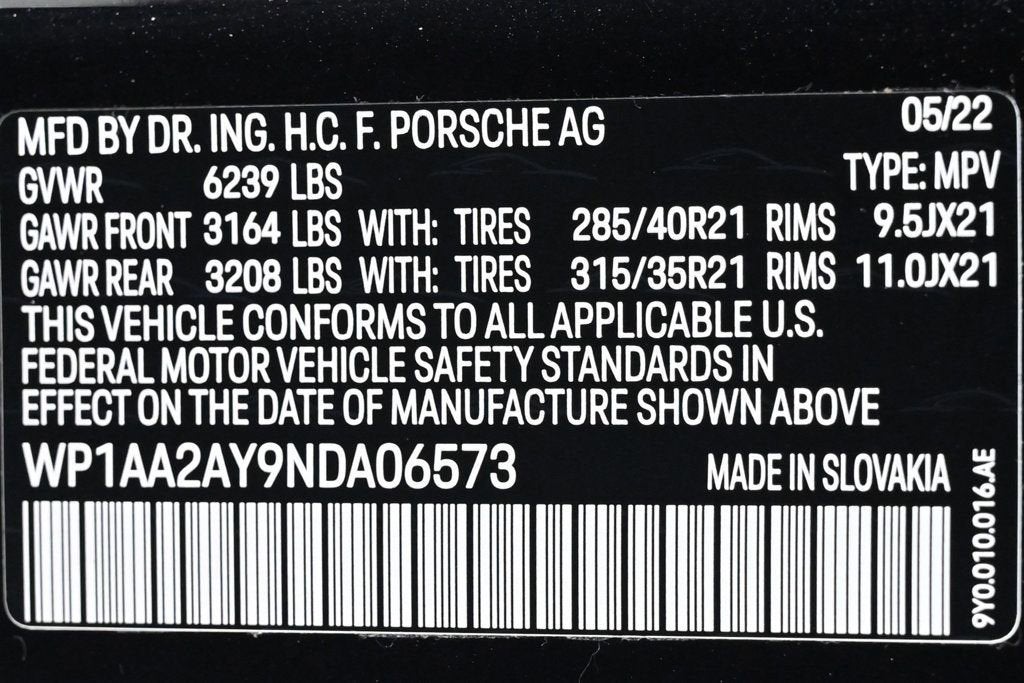 MFD BY DR. ING. H.C. F. PORSCHE AG 05/22
GVWR 6239 LBS TYPE: MPV
GAWR FRONT 3164 LBS WITH: TIRES 285/40R21 RIMS 9.5JX21
GAWR REAR 3208 LBS WITH: TIRES 315/35R21 RIMS 11.0JX21
THIS VEHICLE CONFORMS TO ALL APPLICABLE U.S.
FEDERAL MOTOR VEHICLE SAFETY STANDARDS IN
EFFECT ON THE DATE OF MANUFACTURE SHOWN ABOVE
WP1AA2AY9NDA06573 MADE IN SLOVAKIA
9Y0.010.016.AE